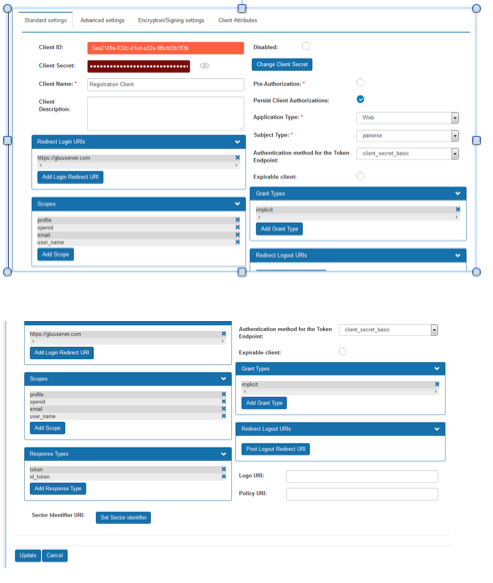 Standard settings Advanced settings Encryption/Signing settings Client Attributes
Client ID: 5aa2149a-032c-41ed-a32a-9bcfd3b193b
Disabled:
Client Secret:
Change Client Secret
Client Name: * Registration Client
Pre-Authorization: *
Client Description:
Persist Client Authorizations:
Application Type: * Web
Subject Type: * pairwise
Redirect Login URIs
https://gluuserver.com
Add Login Redirect URI
Authentication method for the Token Endpoint: client_secret_basic
Expirable client:
Scopes
profile
openid
email
user_name
Add Scope
Grant Types
implicit
Add Grant Type
Redirect Logout URIs
https://gluuserver.com
Add Login Redirect URI
Authentication method for the Token Endpoint: client_secret_basic
Expirable client:
Scopes
profile
openid
email
user_name
Add Scope
Grant Types
implicit
Add Grant Type
Redirect Logout URIs
Post Logout Redirect URI
Response Types
token
id_token
Add Response Type
Logo URI:
Policy URI:
Sector Identifier URI: Set Sector identifier
Update Cancel